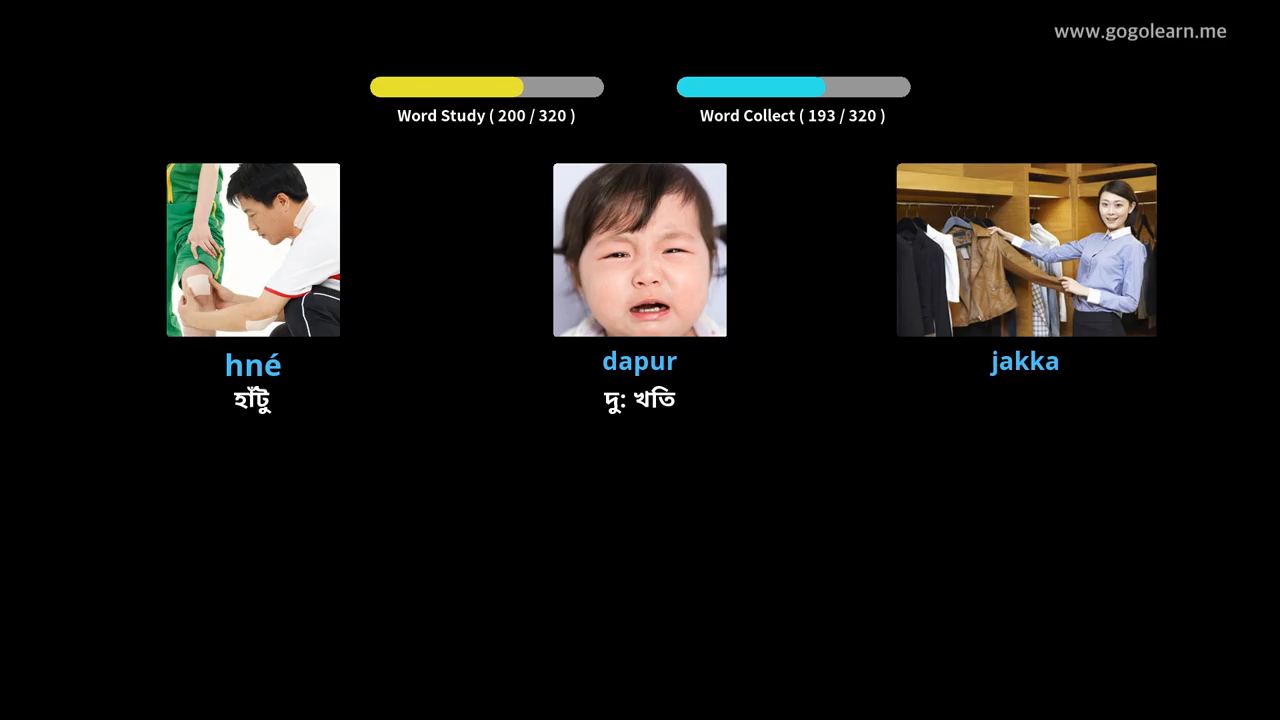 www.gogolearn.me
Word Study ( 200 / 320 )
Word Collect ( 193 / 320 )
hné
dapur
jakka
হাঁটু
দু: খতি